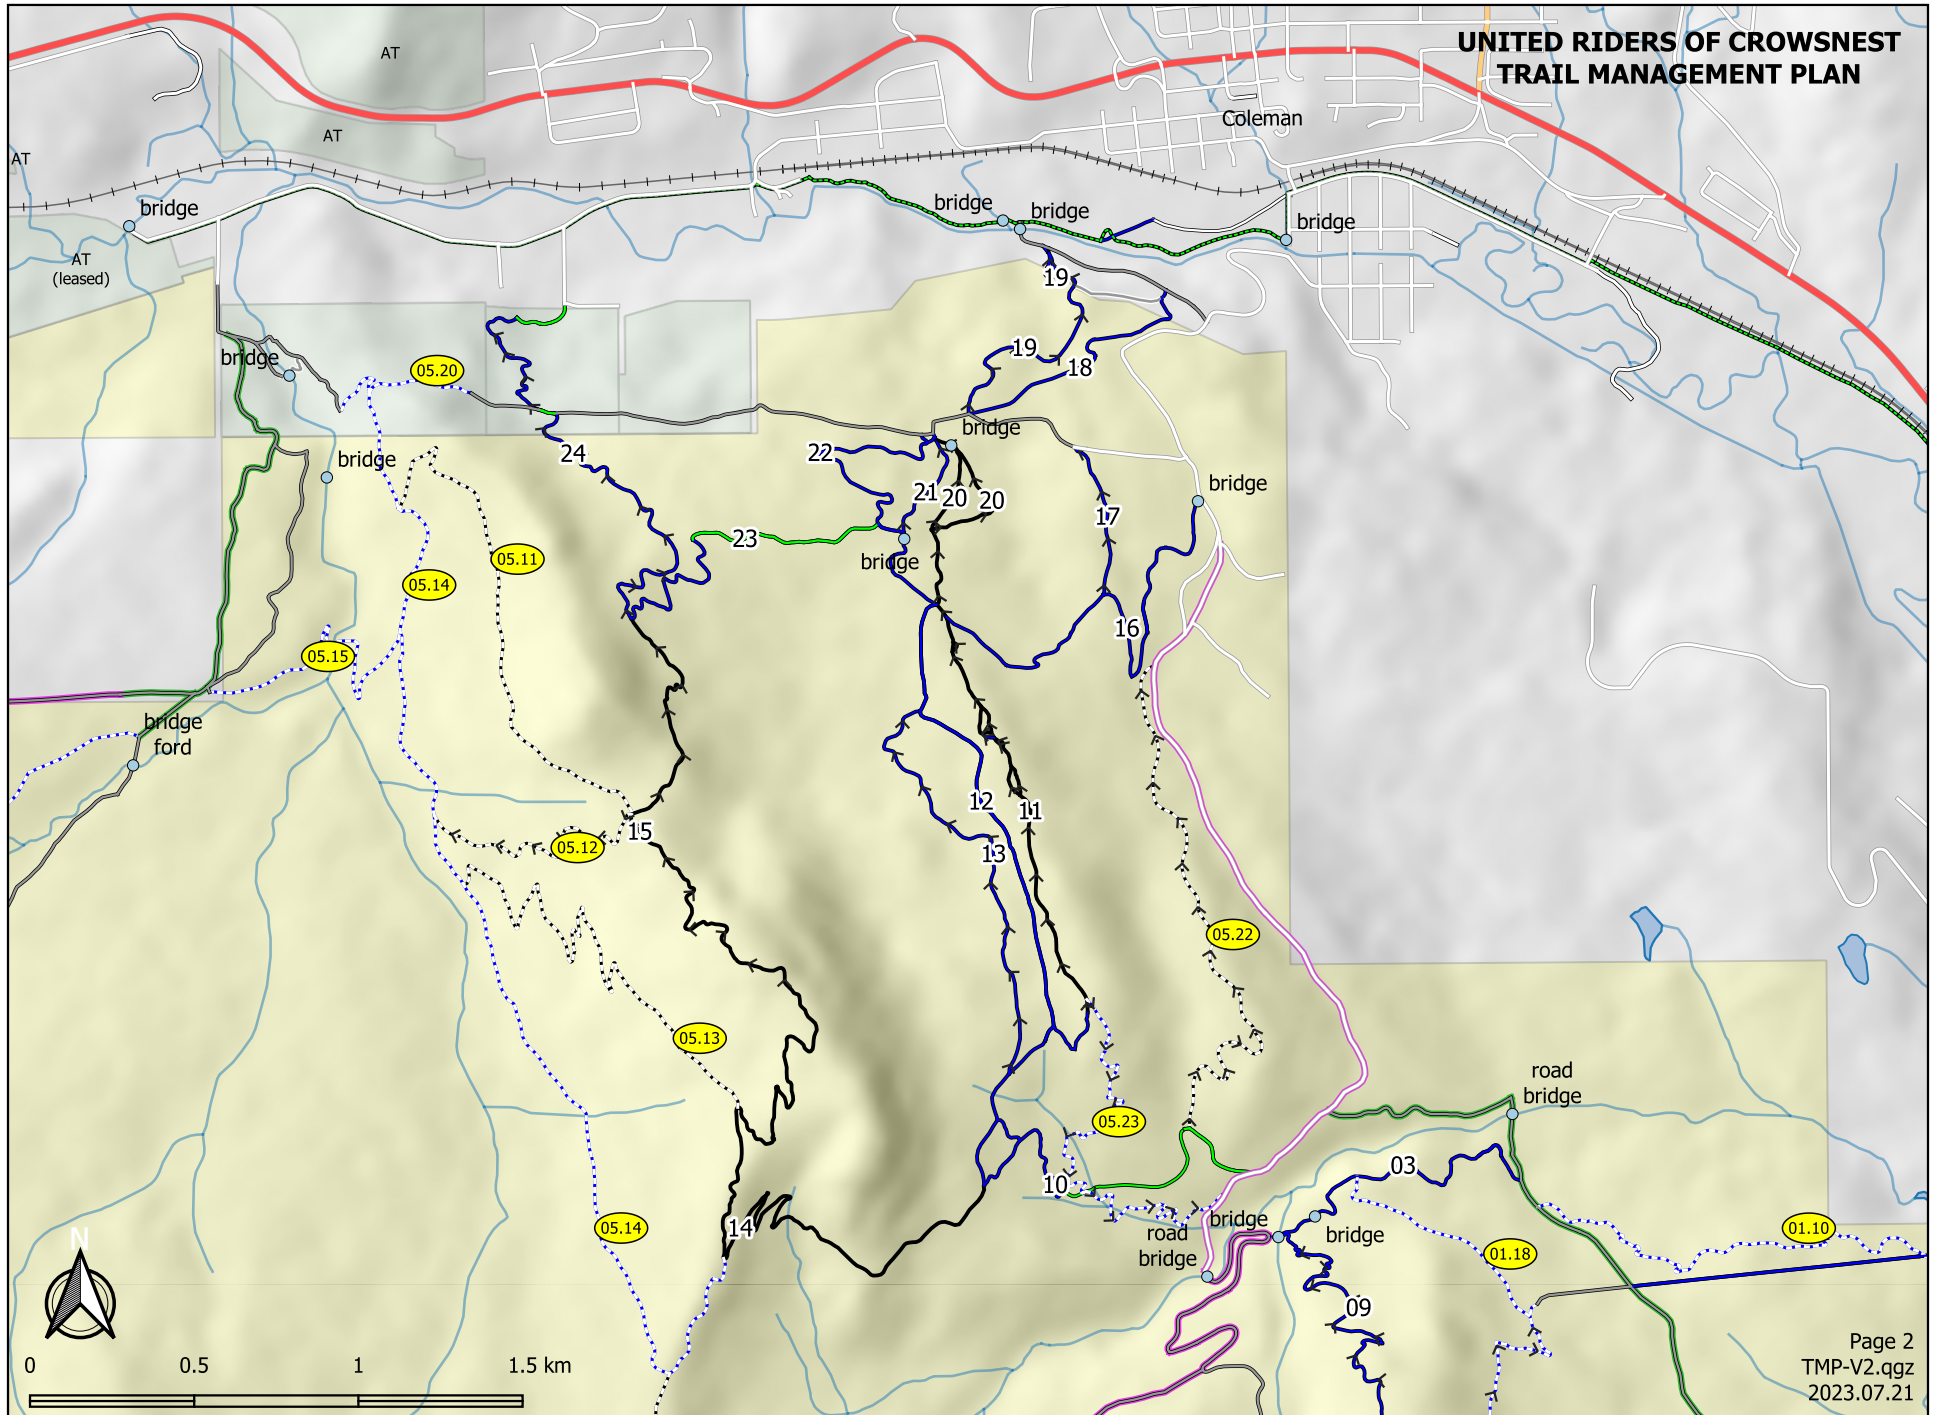 UNITED RIDERS OF CROWSNEST
TRAIL MANAGEMENT PLAN
AT
AT
AT
Coleman
bridge
bridge
bridge
bridge
AT
(leased)
19
19
18
bridge
05.20
bridge
24
22
bridge
bridge
21
20
20
17
23
bridge
05.11
05.14
16
05.15
bridge
ford
12
11
15
05.12
13
05.22
05.13
road
bridge
05.23
03
10
14
05.14
bridge
road
bridge
bridge
01.10
01.18
N
09
0
0.5
1
1.5 km
Page 2
TMP-V2.qgz
2023.07.21